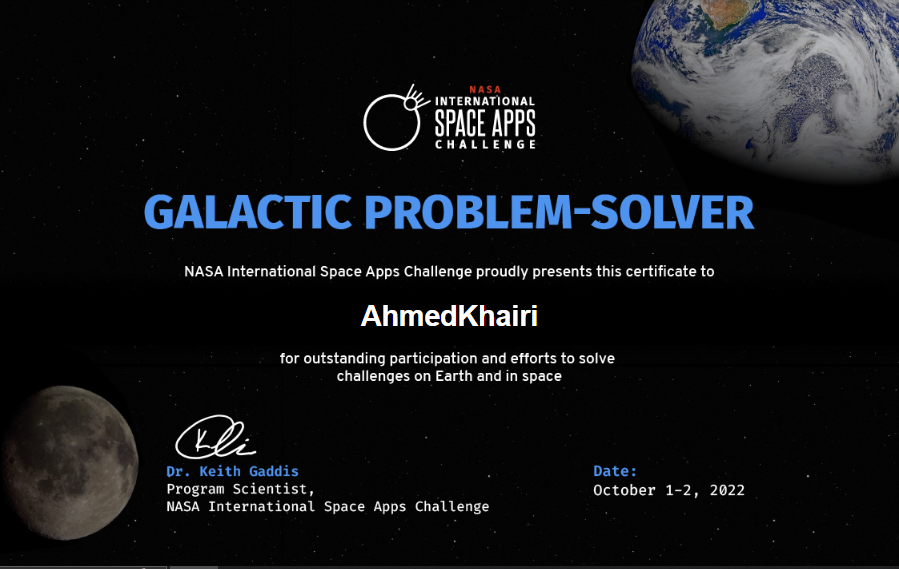 NASA
INTERNATIONAL
SPACE APPS
CHALLENGE
GALACTIC PROBLEM-SOLVER
NASA International Space Apps Challenge proudly presents this certificate to
AhmedKhairi
for outstanding participation and efforts to solve
challenges on Earth and in space
Dr. Keith Gaddis
Program Scientist,
NASA International Space Apps Challenge
Date:
October 1-2, 2022